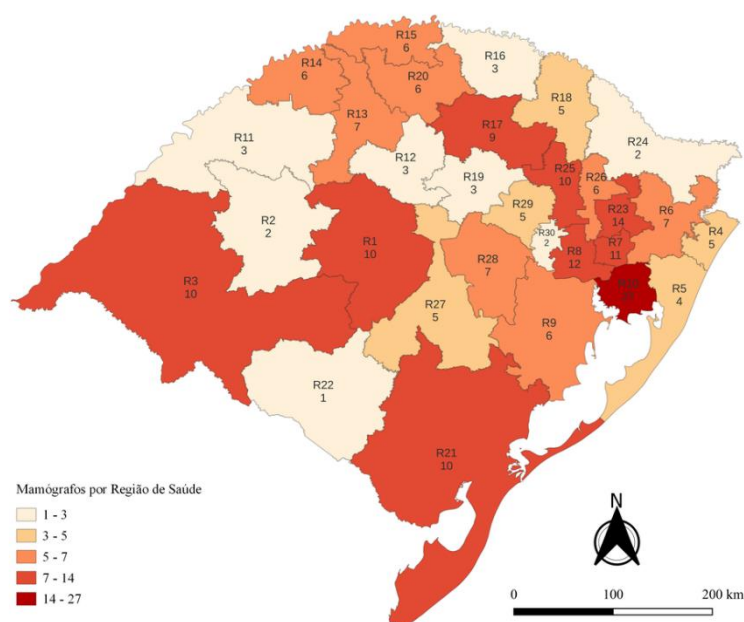 R15
6
R16
3
R14
6
R20
6
R18
5
R13
7
R17
9
R11
3
R24
2
R12
3
R25
10
R19
3
R26
6
R2
2
R29
5
R23
14
R6
7
R30
2
R4
5
R1
10
R7
11
R28
7
R8
12
R3
10
R10
R5
4
R27
5
R9
6
R22
1
R21
10
Mamógrafos por Região de Saúde
1 - 3
3 - 5
5 - 7
7 - 14
14 - 27
N
0 100 200 km